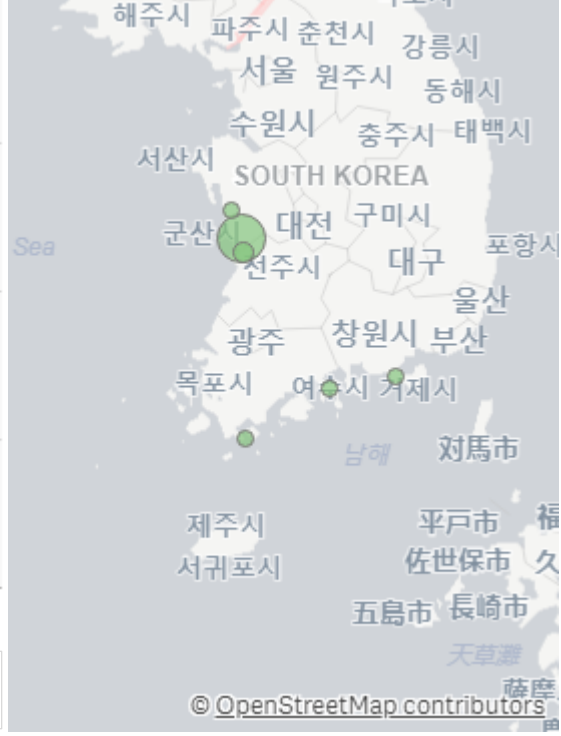 해주시
파주시 춘천시
강릉시
서울 원주시
동해시
수원시
충주시 태백시
서산시
SOUTH KOREA
군산시 대전 구미시
Sea
포항시
전주시 대구
울산
창원시
광주 부산
목포시 여수시 거제시
남해 対馬市
제주시 平戸市 福
서귀포시 佐世保市 久
五島市 長崎市
天草灘
薩摩
© OpenStreetMap contributors